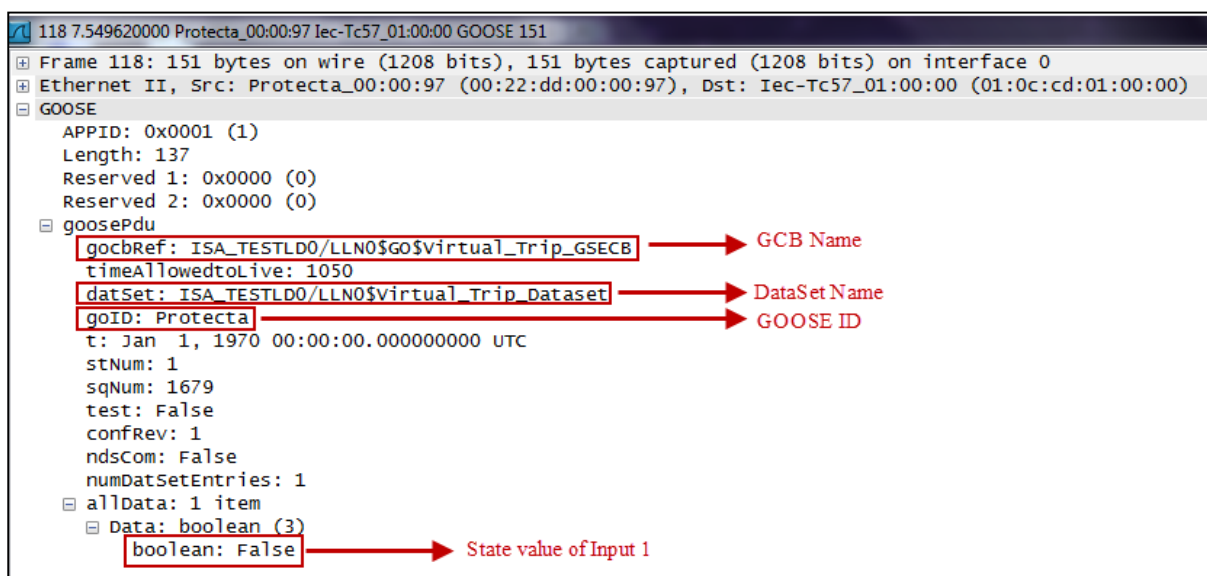 118 7.549620000 Protecta_00:00:97 Iec-Tc57_01:00:00 GOOSE 151
Frame 118: 151 bytes on wire (1208 bits), 151 bytes captured (1208 bits) on interface 0
Ethernet II, Src: Protecta_00:00:97 (00:22:dd:00:00:97), Dst: Iec-Tc57_01:00:00 (01:0c:cd:01:00:00)
GOOSE
APPID: 0x0001 (1)
Length: 137
Reserved 1: 0x0000 (0)
Reserved 2: 0x0000 (0)
goosePdu
gocbRef: ISA_TESTLD0/LLN0$GO$Virtual_Trip_GSECB GCB Name
timeAllowedtoLive: 1050
datSet: ISA_TESTLD0/LLN0$Virtual_Trip_Dataset DataSet Name
goID: Protecta GOOSE ID
t: Jan  1, 1970 00:00:00.000000000 UTC
stNum: 1
sqNum: 1679
test: False
confRev: 1
ndsCom: False
numDatSetEntries: 1
allData: 1 item
Data: boolean (3)
boolean: False State value of Input 1